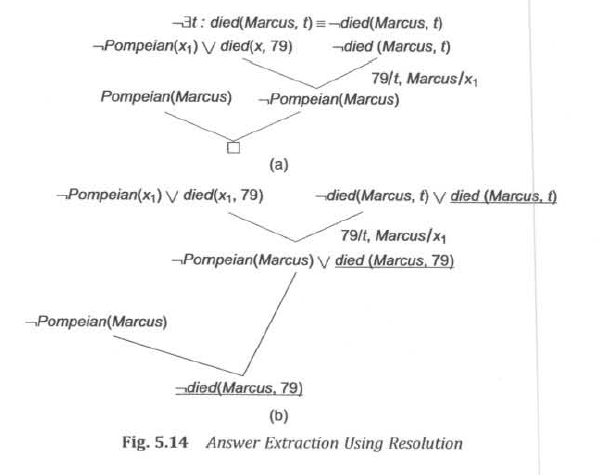 ¬∃t : died(Marcus, t) ≡ ¬died(Marcus, t)
¬Pompeian(x₁) ∨ died(x, 79) ¬died (Marcus, t)
79/t, Marcus/x₁
Pompeian(Marcus) ¬Pompeian(Marcus)
(a)
¬Pompeian(x₁) ∨ died(x₁, 79) ¬died(Marcus, t) ∨ died (Marcus, t)
79/t, Marcus/x₁
¬Pompeian(Marcus) ∨ died (Marcus, 79)
¬Pompeian(Marcus)
¬died(Marcus, 79)
(b)
Fig. 5.14 Answer Extraction Using Resolution